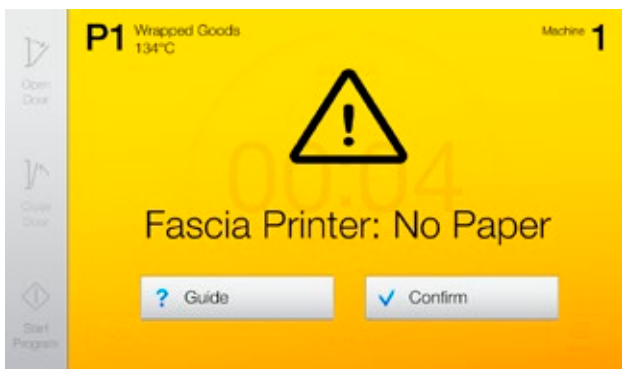 P1 Wrapped Goods
134°C
Machine 1
Open
Door
!
00:04
Close
Door
Fascia Printer: No Paper
? Guide
Confirm
Start
Program